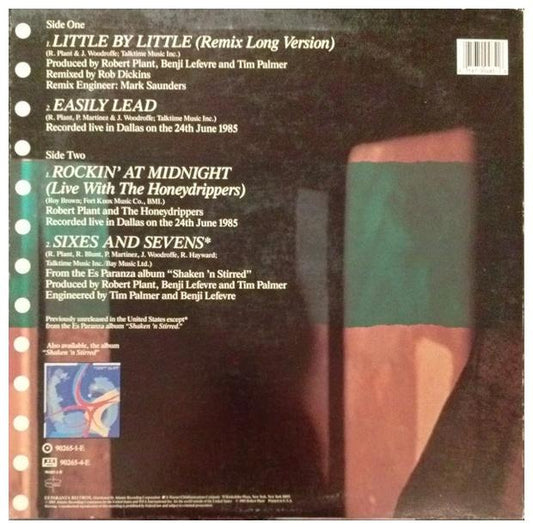 Side One
1. LITTLE BY LITTLE (Remix Long Version)
(R. Plant & J. Woodroffe; Talktime Music Inc.)
Produced by Robert Plant, Benji Lefevre and Tim Palmer
Remixed by Rob Dickins
Remix Engineer: Mark Saunders
2. EASILY LEAD
(R. Plant, P. Martinez & J. Woodroffe; Talktime Music Inc.)
Recorded live in Dallas on the 24th June 1985
Side Two
1. ROCKIN' AT MIDNIGHT
(Live With The Honeydrippers)
(Roy Brown; Fort Knox Music Co., BMI.)
Robert Plant and The Honeydrippers
Recorded live in Dallas on the 24th June 1985
2. SIXES AND SEVENS*
(R. Plant, R. Blunt, P. Martinez, J. Woodroffe, R. Hayward;
Talktime Music Inc./Bay Music Ltd.)
From the Es Paranza album “Shaken 'n Stirred”
Produced by Robert Plant, Benji Lefevre and Tim Palmer
Engineered by Tim Palmer and Benji Lefevre
Previously unreleased in the United States except*
from the Es Paranza album “Shaken 'n Stirred.”
Also available, the album
“Shaken 'n Stirred”
90265-1-E
90265-4-E